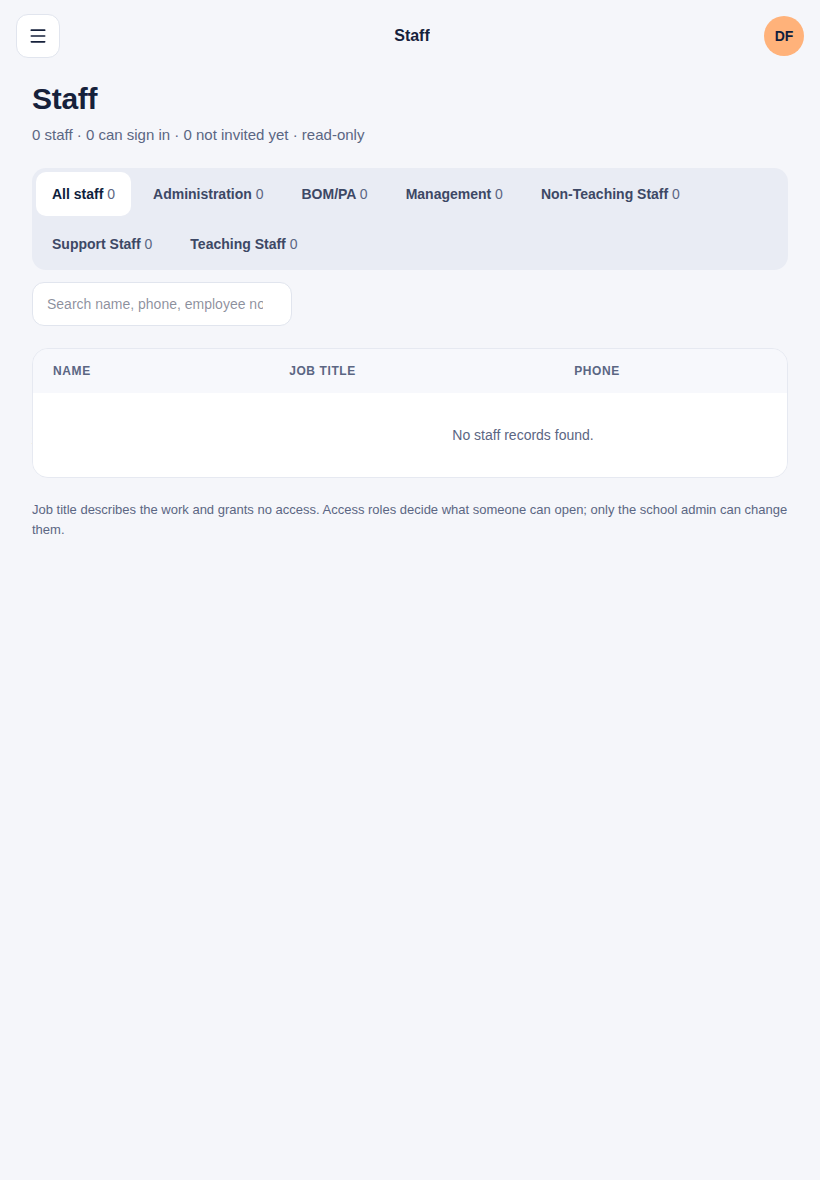 Staff
DF
Staff
0 staff · 0 can sign in · 0 not invited yet · read-only
All staff 0 Administration 0 BOM/PA 0 Management 0 Non-Teaching Staff 0
Support Staff 0 Teaching Staff 0
Search name, phone, employee no
NAME JOB TITLE PHONE
No staff records found.
Job title describes the work and grants no access. Access roles decide what someone can open; only the school admin can change
them.